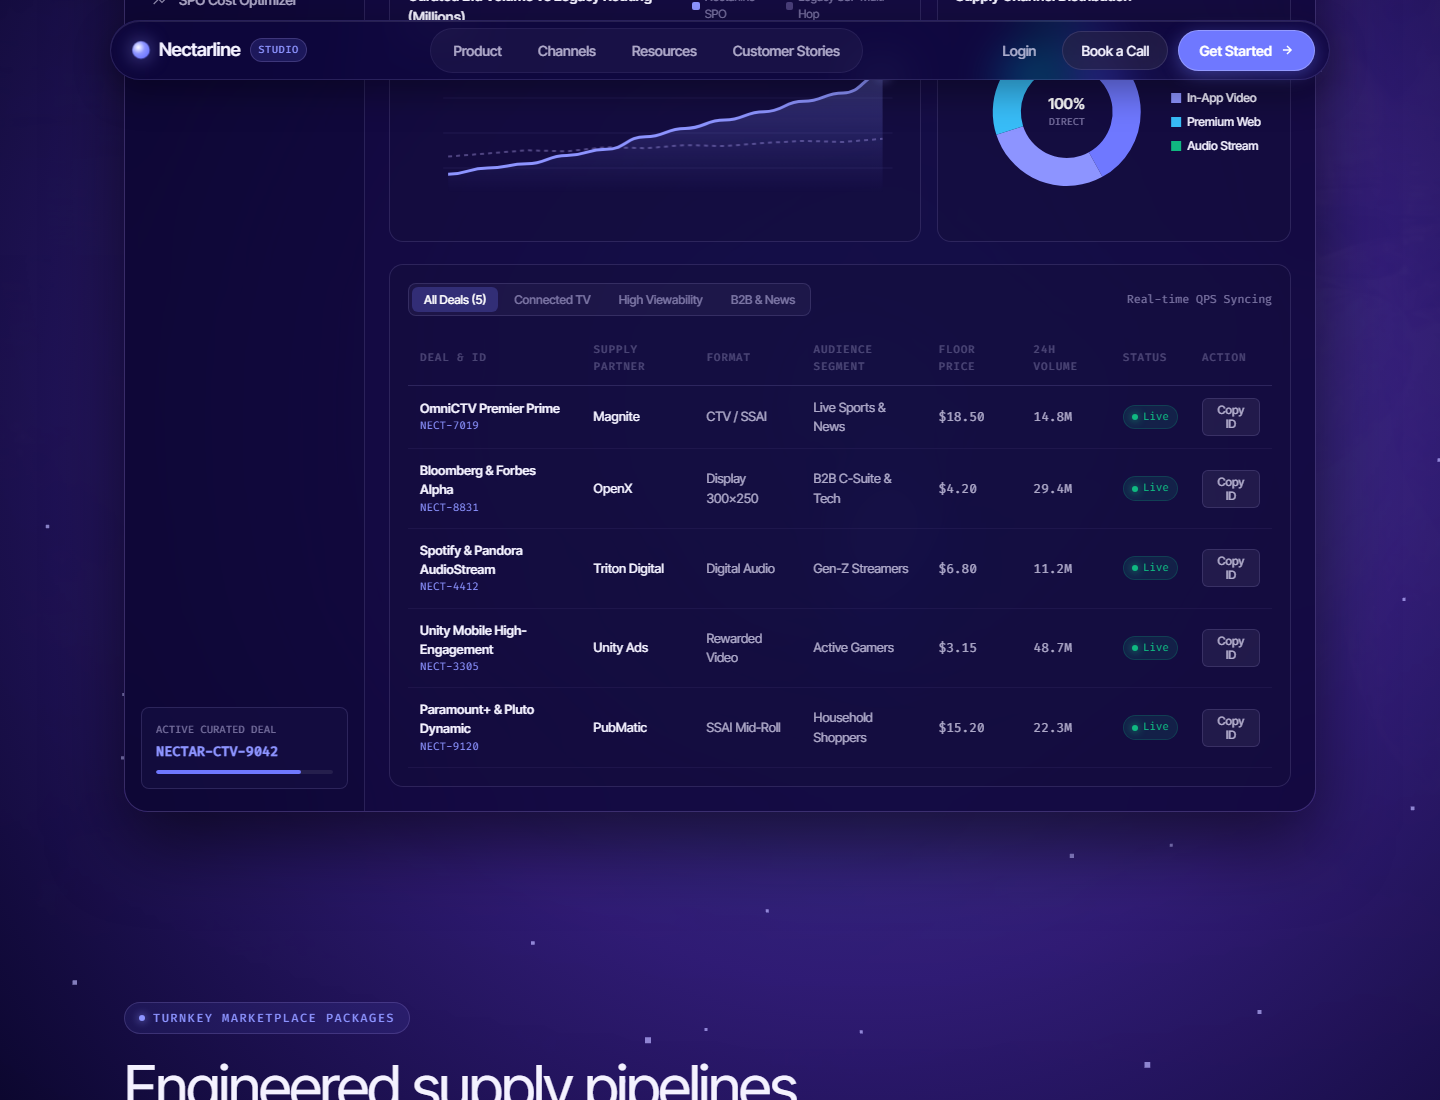 SPO Cost Optimizer
(Millions)
SPO
Hop
Nectarline
STUDIO
Product
Channels
Resources
Customer Stories
Login
Book a Call
Get Started
100%
DIRECT
In-App Video
Premium Web
Audio Stream
All Deals (5)
Connected TV
High Viewability
B2B & News
Real-time QPS Syncing
DEAL & ID
SUPPLY
PARTNER
FORMAT
AUDIENCE
SEGMENT
FLOOR
PRICE
24H
VOLUME
STATUS
ACTION
OmniCTV Premier Prime
NECT-7019
Magnite
CTV / SSAI
Live Sports &
News
$18.50
14.8M
Live
Copy
ID
Bloomberg & Forbes
Alpha
NECT-8831
OpenX
Display
300×250
B2B C-Suite &
Tech
$4.20
29.4M
Live
Copy
ID
Spotify & Pandora
AudioStream
NECT-4412
Triton Digital
Digital Audio
Gen-Z Streamers
$6.80
11.2M
Live
Copy
ID
Unity Mobile High-
Engagement
NECT-3305
Unity Ads
Rewarded
Video
Active Gamers
$3.15
48.7M
Live
Copy
ID
Paramount+ & Pluto
Dynamic
NECT-9120
PubMatic
SSAI Mid-Roll
Household
Shoppers
$15.20
22.3M
Live
Copy
ID
ACTIVE CURATED DEAL
NECTAR-CTV-9042
TURNKEY MARKETPLACE PACKAGES
Engineered supply pipelines